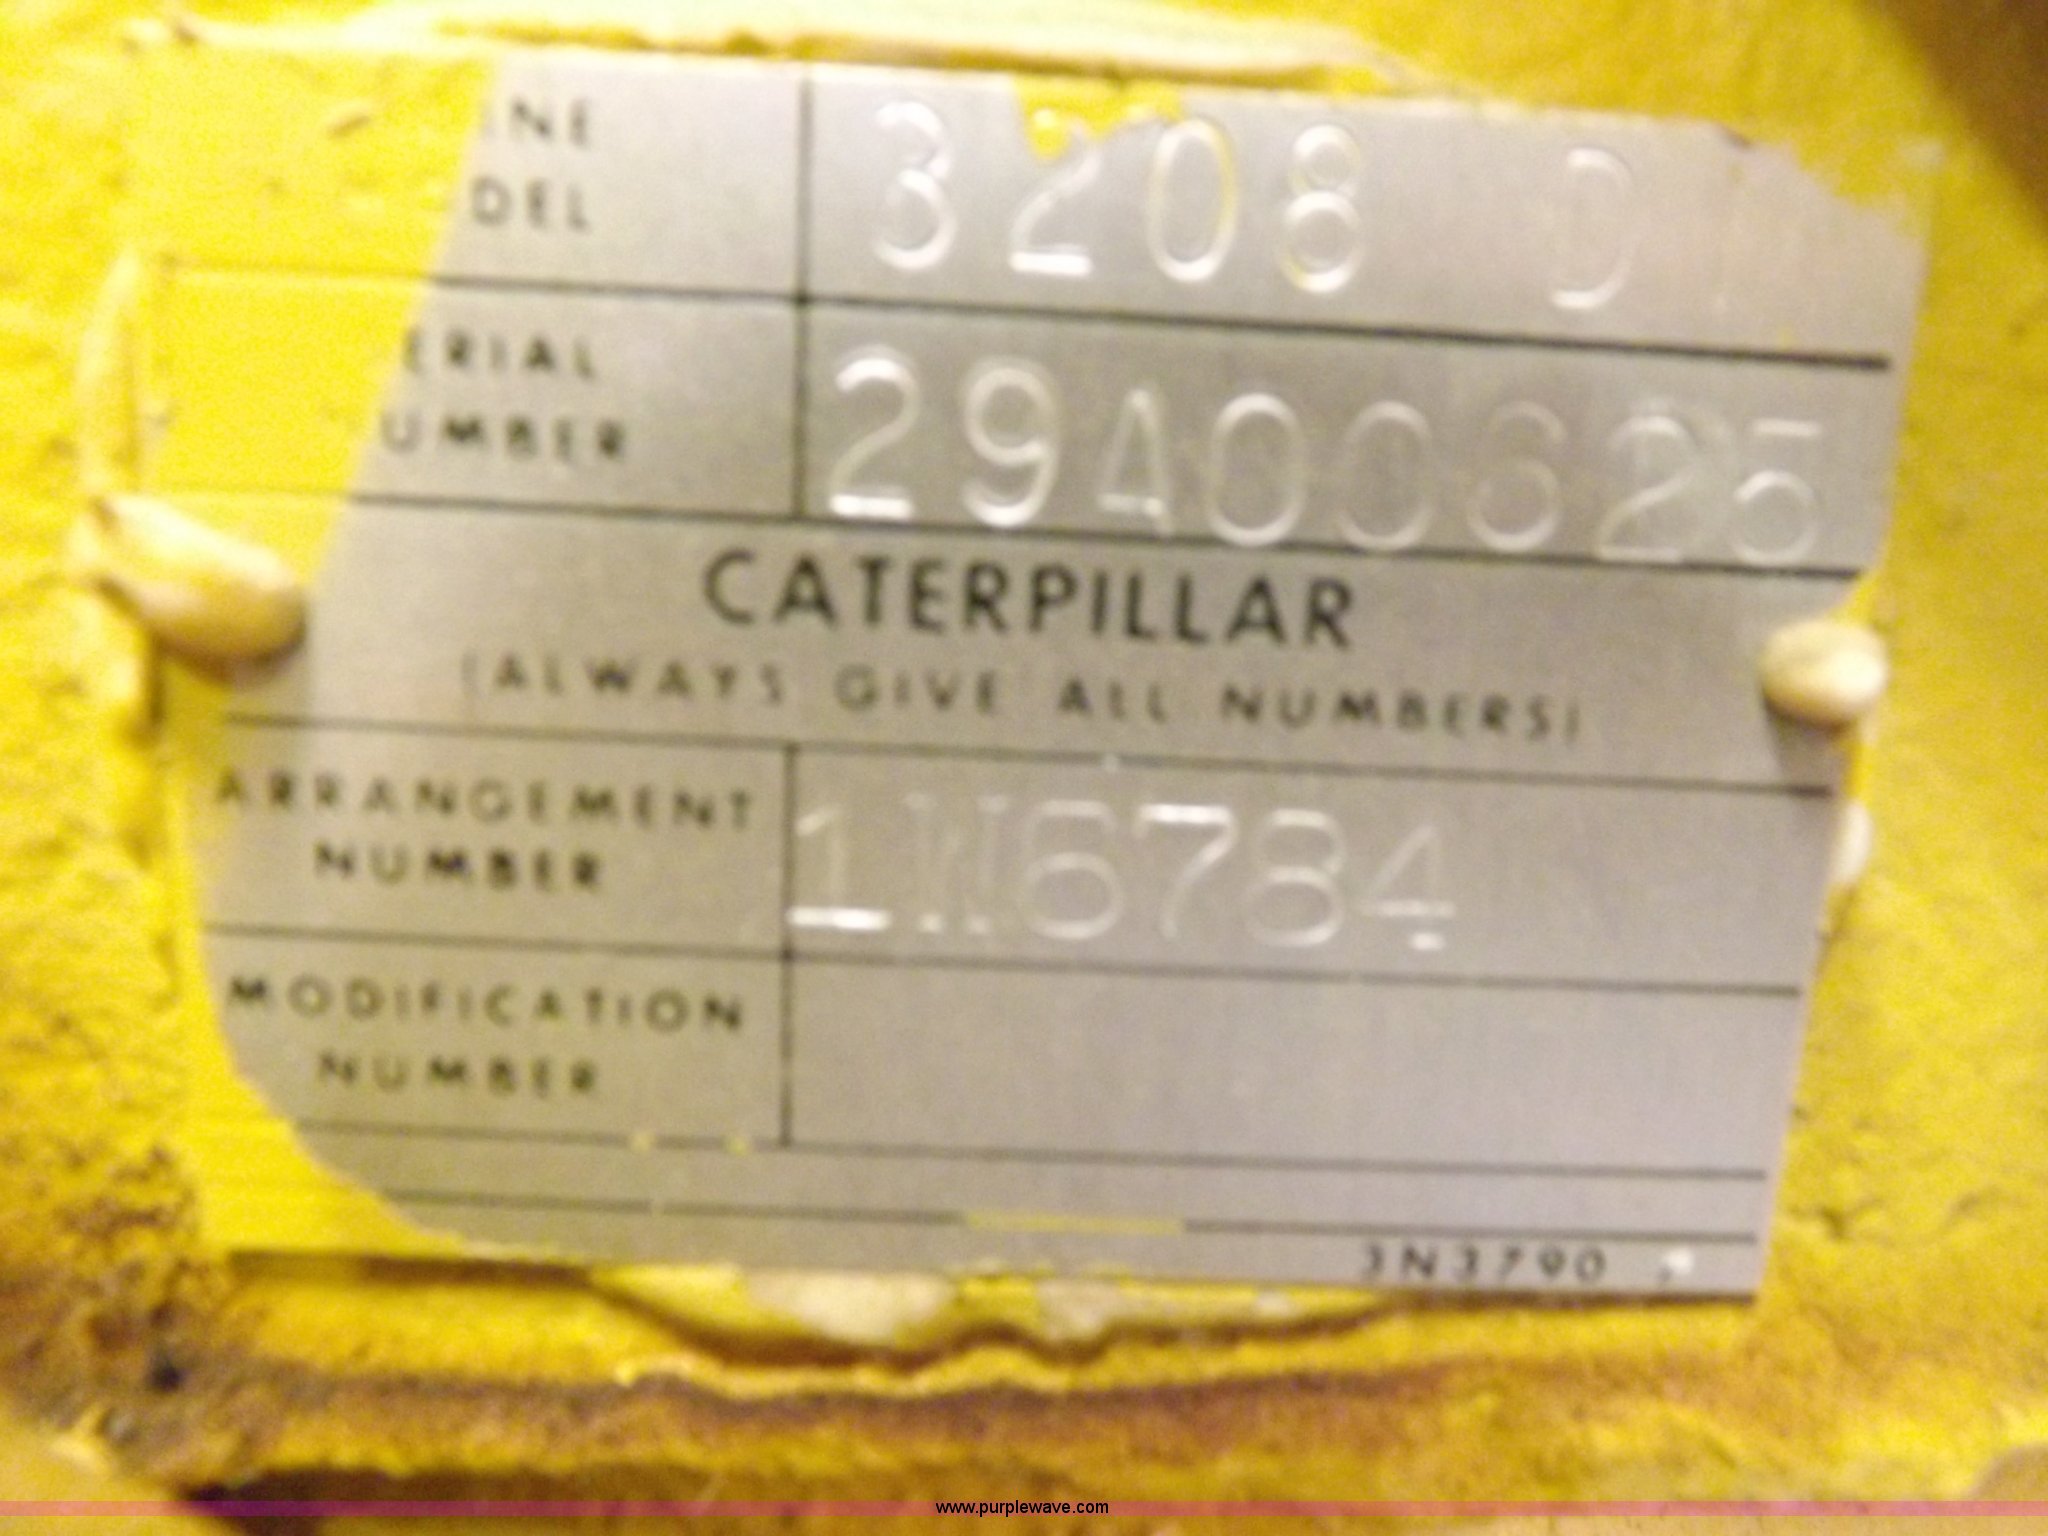 INE
DEL
3208 D
ERIAL
UMBER
29A00625
CATERPILLAR
(ALWAYS GIVE ALL NUMBERS)
ARRANGEMENT
NUMBER
1N6784
MODIFICATION
NUMBER
3N3790
www.purplewave.com